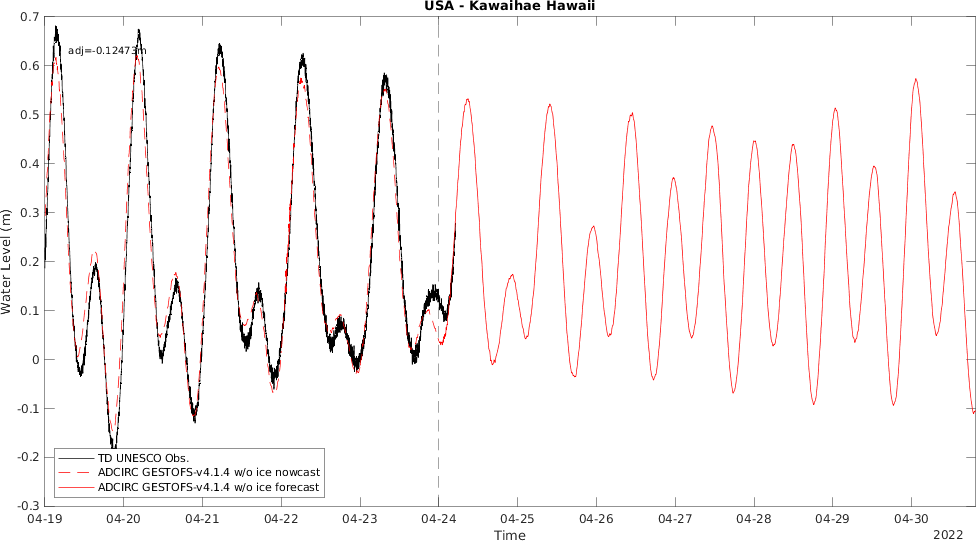 USA - Kawaihae Hawaii
adj=-0.12473m
0.7
0.6
0.5
0.4
0.3
0.2
0.1
0
-0.1
-0.2
-0.3
Water Level (m)
TD UNESCO Obs.
ADCIRC GESTOFS-v4.1.4 w/o ice nowcast
ADCIRC GESTOFS-v4.1.4 w/o ice forecast
04-19 04-20 04-21 04-22 04-23 04-24 04-25 04-26 04-27 04-28 04-29 04-30
Time
2022